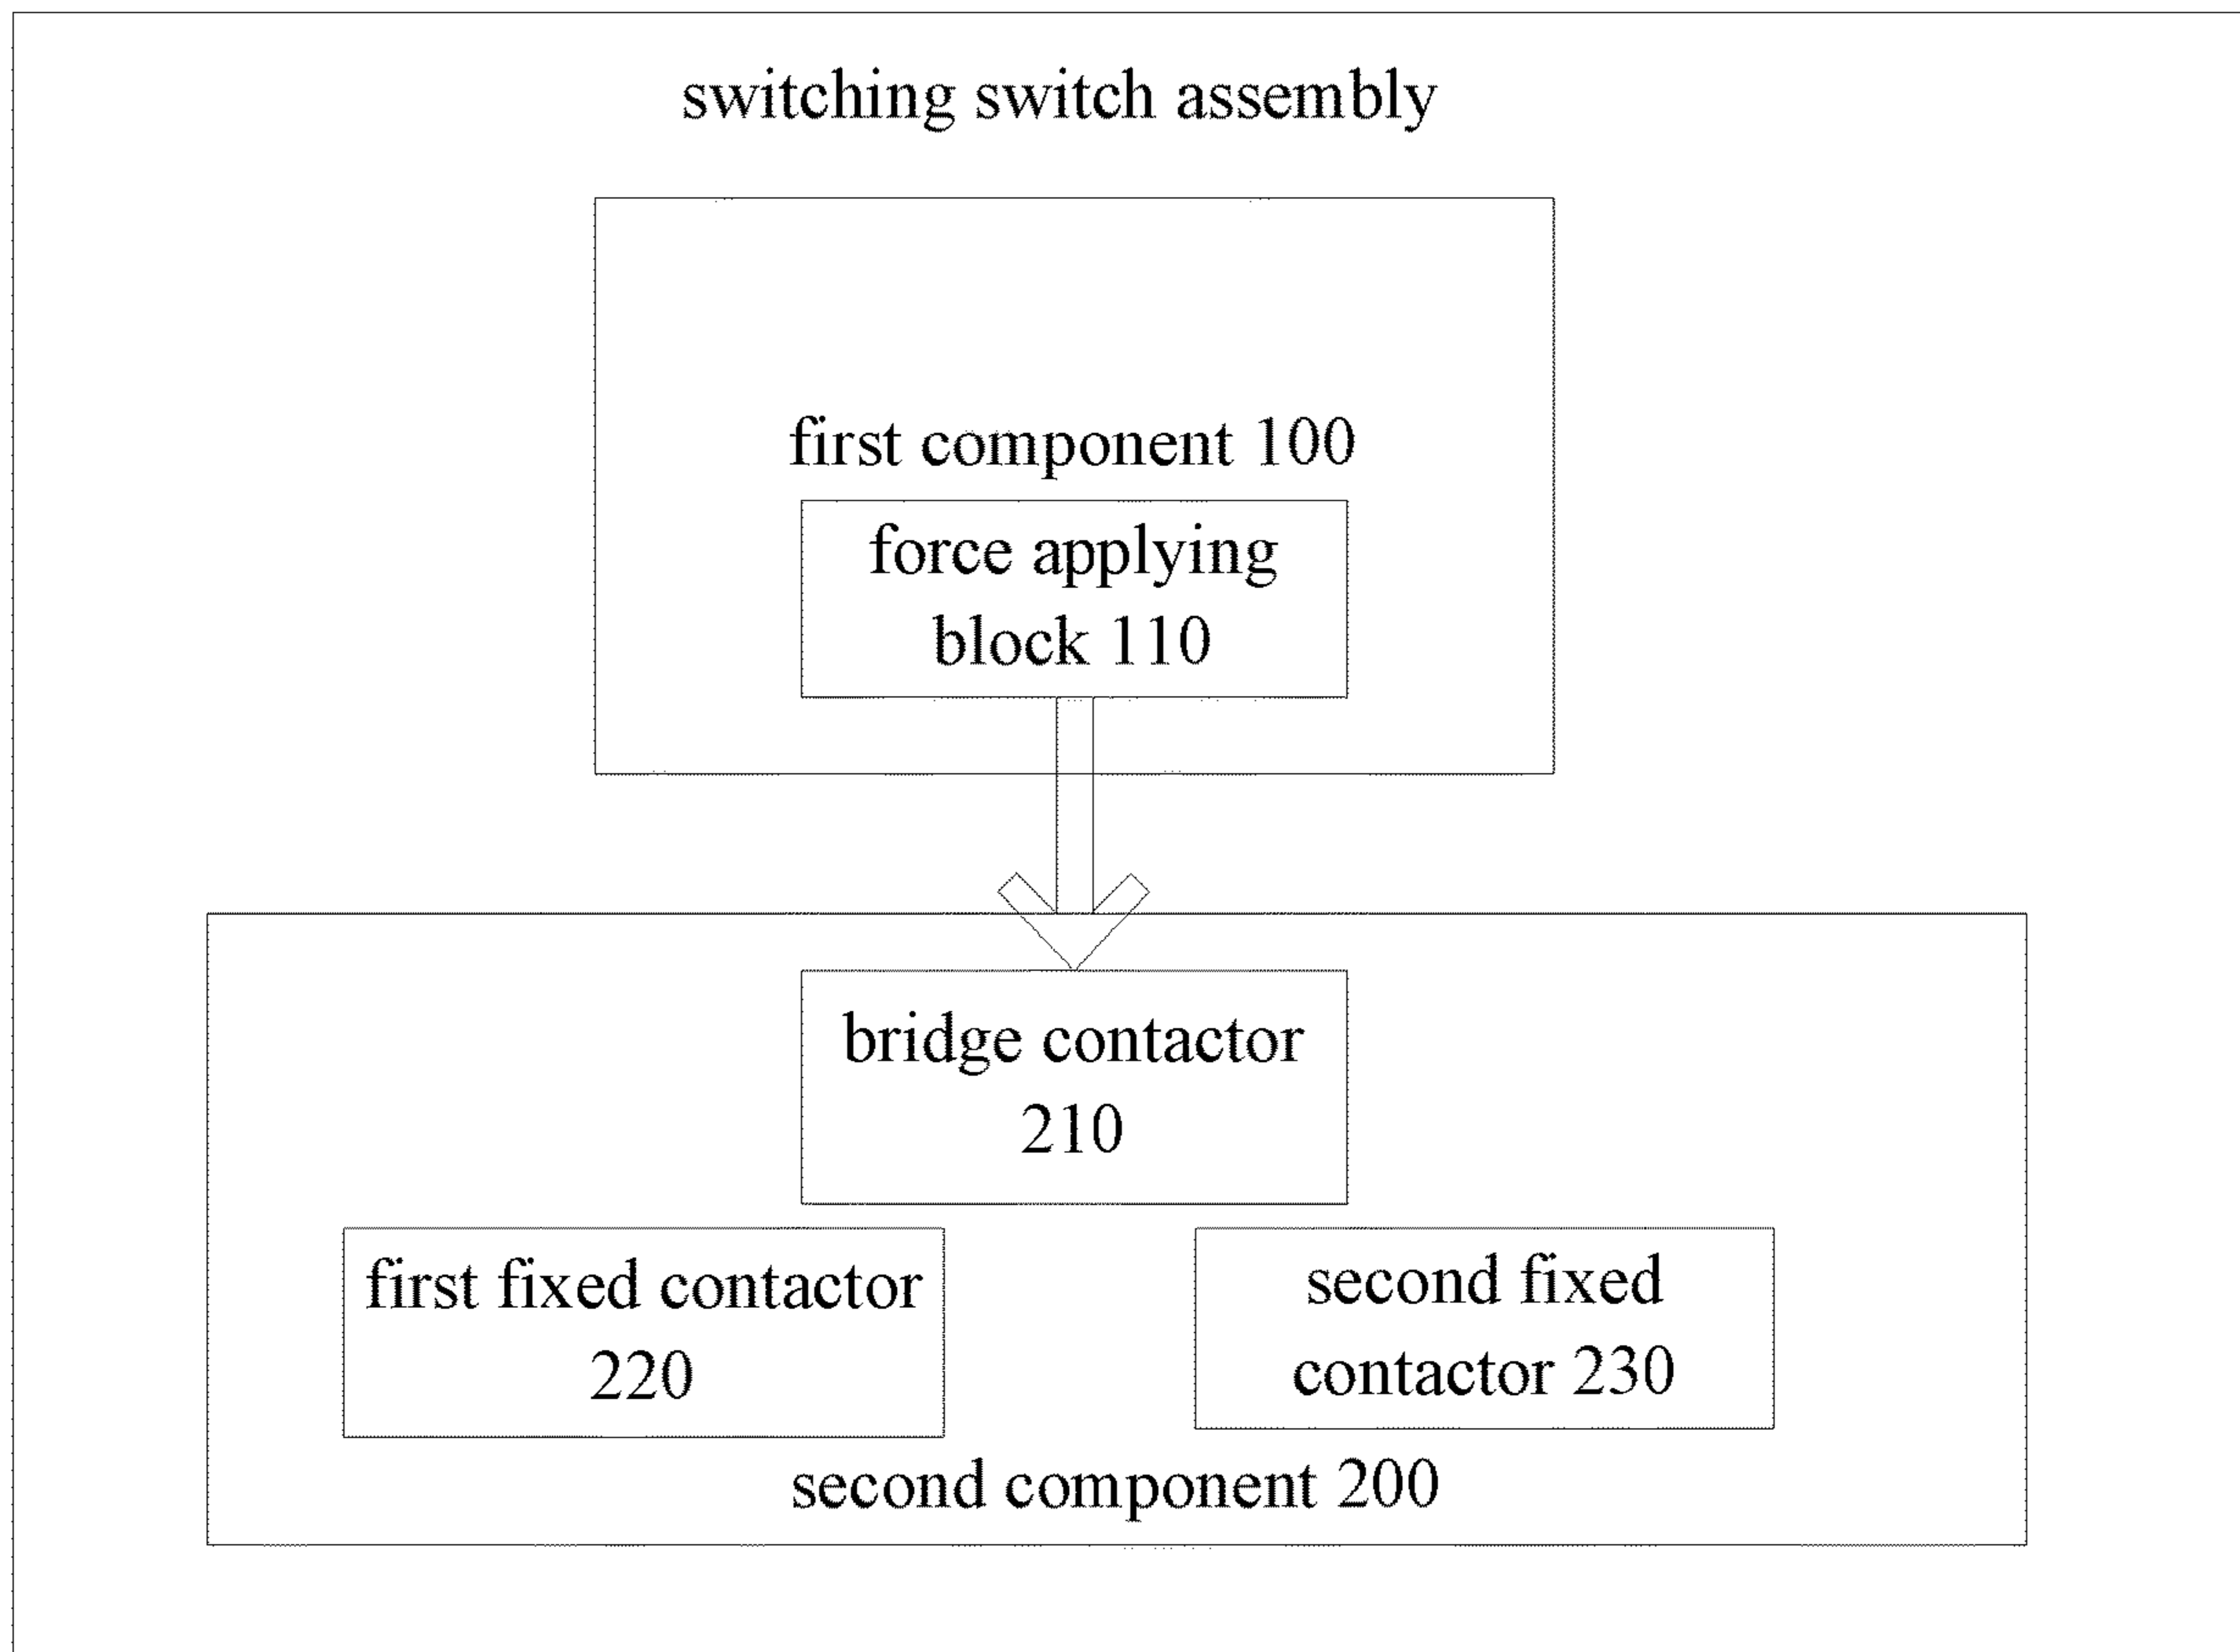 switching switch assembly
first component 100
force applying
block 110
bridge contactor
210
first fixed contactor
220
second fixed
contactor 230
second component 200